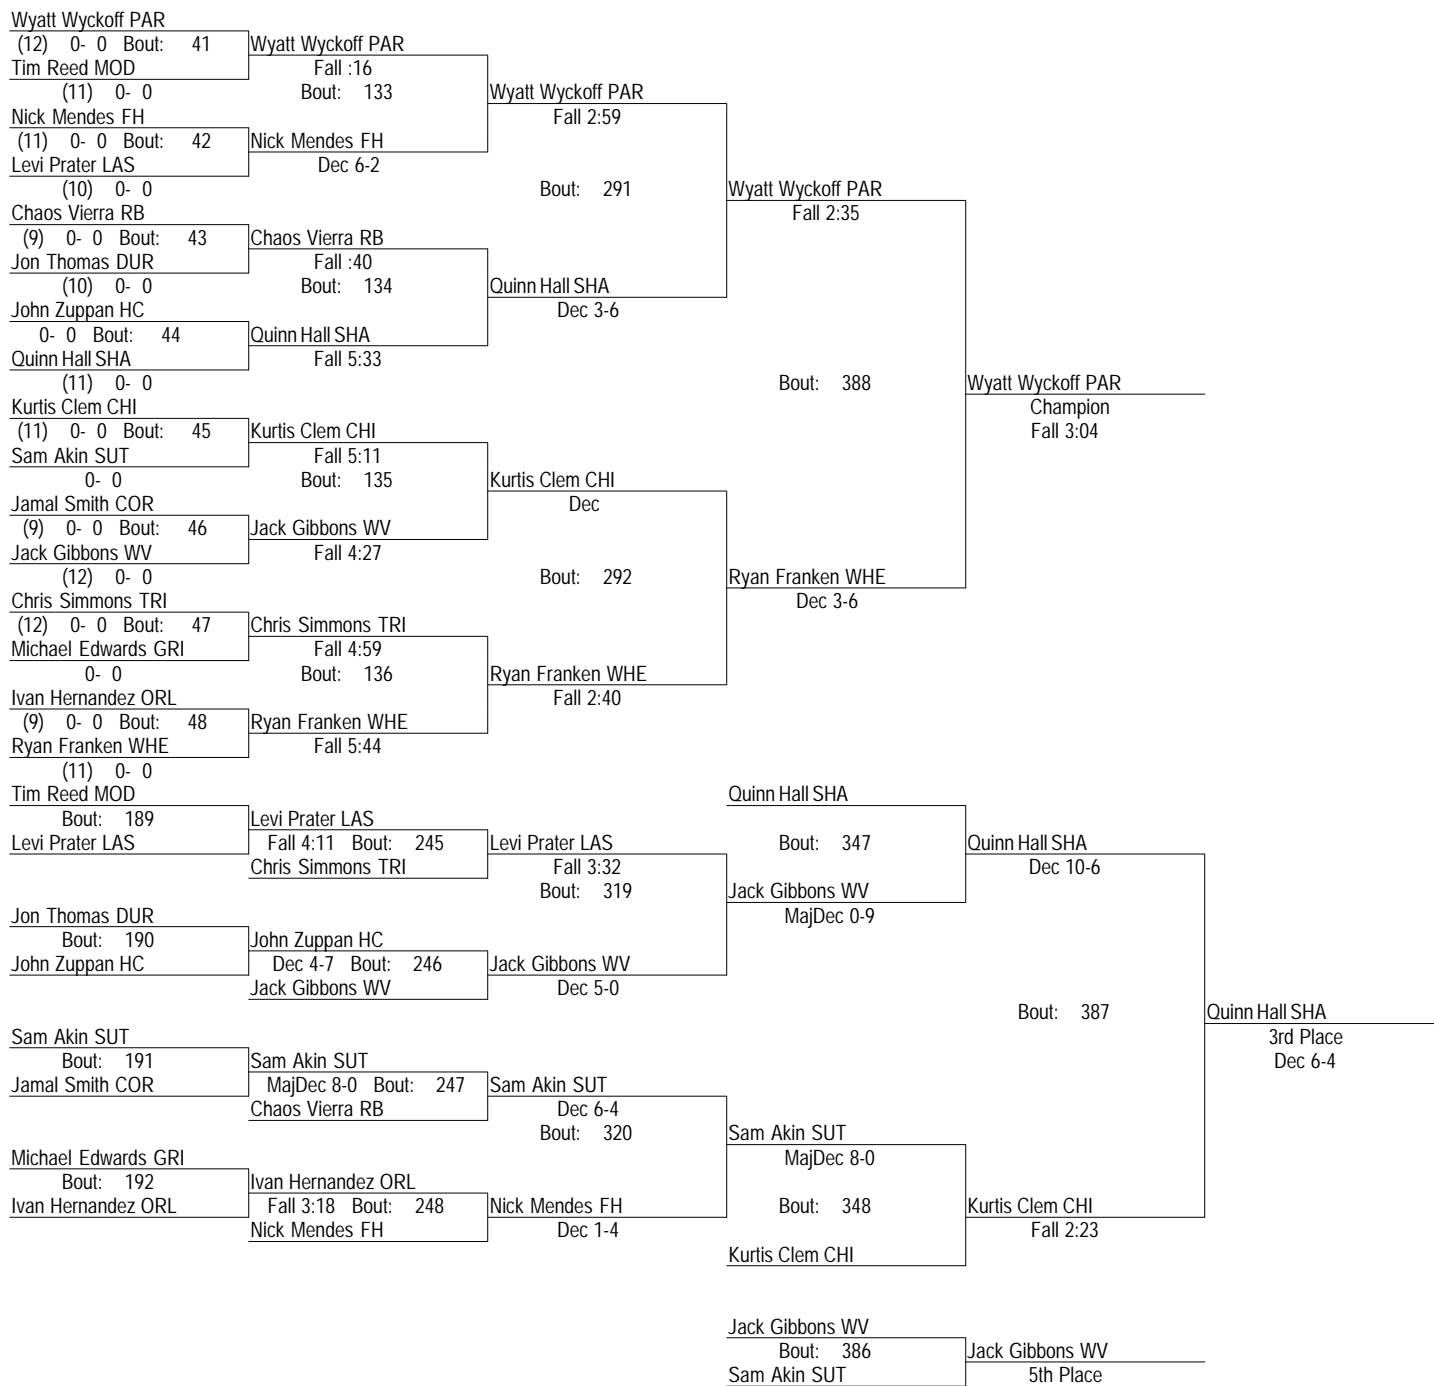 Wyatt Wyckoff PAR
(12) 0- 0 Bout: 41 Wyatt Wyckoff PAR
Tim Reed MOD Fall :16
(11) 0- 0 Bout: 133 Wyatt Wyckoff PAR
Nick Mendes FH Fall 2:59
(11) 0- 0 Bout: 42 Nick Mendes FH
Levi Prater LAS Dec 6-2
(10) 0- 0 Bout: 291 Wyatt Wyckoff PAR
Chaos Vierra RB Fall 2:35
(9) 0- 0 Bout: 43 Chaos Vierra RB
Jon Thomas DUR Fall :40
(10) 0- 0 Bout: 134 Quinn Hall SHA
John Zuppan HC Dec 3-6
0- 0 Bout: 44 Quinn Hall SHA
Quinn Hall SHA Fall 5:33
(11) 0- 0 Bout: 388 Wyatt Wyckoff PAR
Kurtis Clem CHI Champion
(11) 0- 0 Bout: 45 Kurtis Clem CHI Fall 3:04
Sam Akin SUT Fall 5:11
0- 0 Bout: 135 Kurtis Clem CHI
Jamal Smith COR Dec
(9) 0- 0 Bout: 46 Jack Gibbons WV
Jack Gibbons WV Fall 4:27
(12) 0- 0 Bout: 292 Ryan Franken WHE
Chris Simmons TRI Dec 3-6
(12) 0- 0 Bout: 47 Chris Simmons TRI
Michael Edwards GRI Fall 4:59
0- 0 Bout: 136 Ryan Franken WHE
Ivan Hernandez ORL Fall 2:40
(9) 0- 0 Bout: 48 Ryan Franken WHE
Ryan Franken WHE Fall 5:44
(11) 0- 0
Tim Reed MOD Quinn Hall SHA
Bout: 189 Levi Prater LAS
Levi Prater LAS Fall 4:11 Bout: 245 Levi Prater LAS Bout: 347 Quinn Hall SHA
Chris Simmons TRI Fall 3:32 Dec 10-6
Bout: 319 Jack Gibbons WV
Jon Thomas DUR MajDec 0-9
Bout: 190 John Zuppan HC
John Zuppan HC Dec 4-7 Bout: 246 Jack Gibbons WV
Jack Gibbons WV Dec 5-0
Bout: 387 Quinn Hall SHA
Sam Akin SUT 3rd Place
Bout: 191 Sam Akin SUT Dec 6-4
Jamal Smith COR MajDec 8-0 Bout: 247 Sam Akin SUT
Chaos Vierra RB Dec 6-4
Bout: 320 Sam Akin SUT
Michael Edwards GRI MajDec 8-0
Bout: 192 Ivan Hernandez ORL
Ivan Hernandez ORL Fall 3:18 Bout: 248 Nick Mendes FH Bout: 348 Kurtis Clem CHI
Nick Mendes FH Dec 1-4 Fall 2:23
Kurtis Clem CHI
Jack Gibbons WV
Bout: 386 Jack Gibbons WV
Sam Akin SUT 5th Place